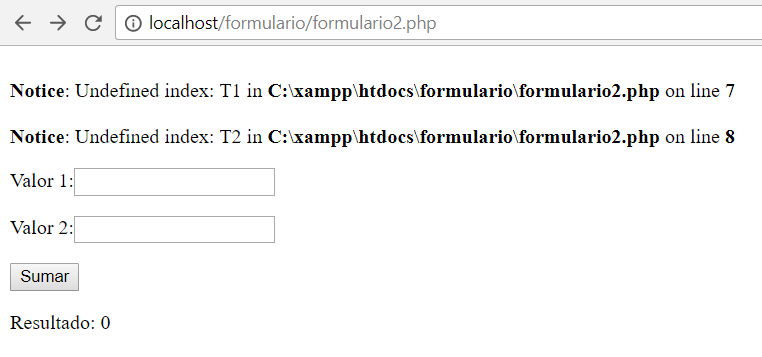 localhost/formulario/formulario2.php
Notice: Undefined index: T1 in C:\xampp\htdocs\formulario\formulario2.php on line 7
Notice: Undefined index: T2 in C:\xampp\htdocs\formulario\formulario2.php on line 8
Valor 1:
Valor 2:
Sumar
Resultado: 0